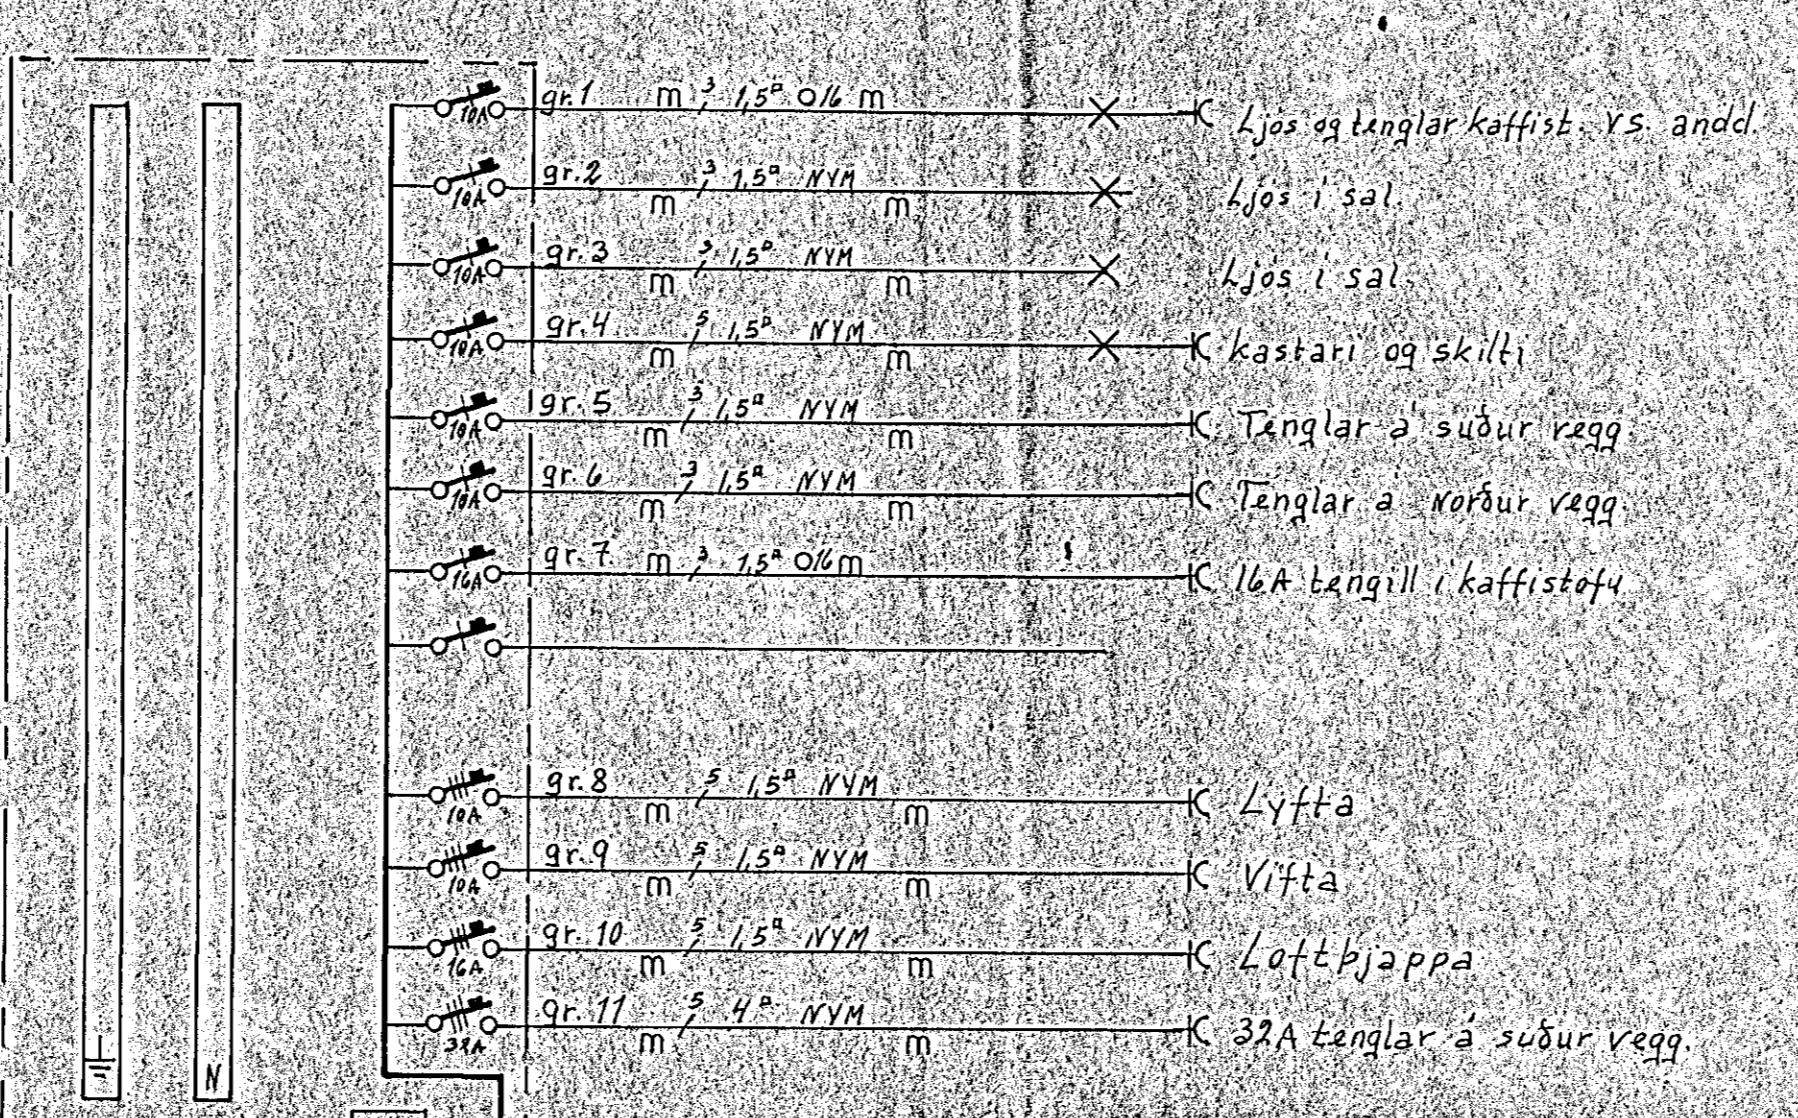 gr.1 m 3 1,5▫ O16 m Ljós og tenglar kaffist. VS. andd.
10A
gr.2 3 1,5▫ NYM Ljós í sal.
10A m m
gr.3 3 1,5▫ NYM Ljós í sal.
10A m m
gr.4 5 1,5▫ NYM kastari og skilti
10A m m
gr.5 3 1,5▫ NYM Tenglar á suður vegg.
10A m m
gr.6 3 1,5▫ NYM Tenglar á Norður vegg.
10A m m
gr.7 m 3 1,5▫ O16 m 16A tengill í kaffistofu
16A
gr.8 5 1,5▫ NYM Lyfta
10A m m
gr.9 5 1,5▫ NYM Vifta
10A m m
gr.10 5 1,5▫ NYM Loftþjappa
16A m m
gr.11 5 4▫ NYM 32A tenglar á suður vegg.
32A m m
N